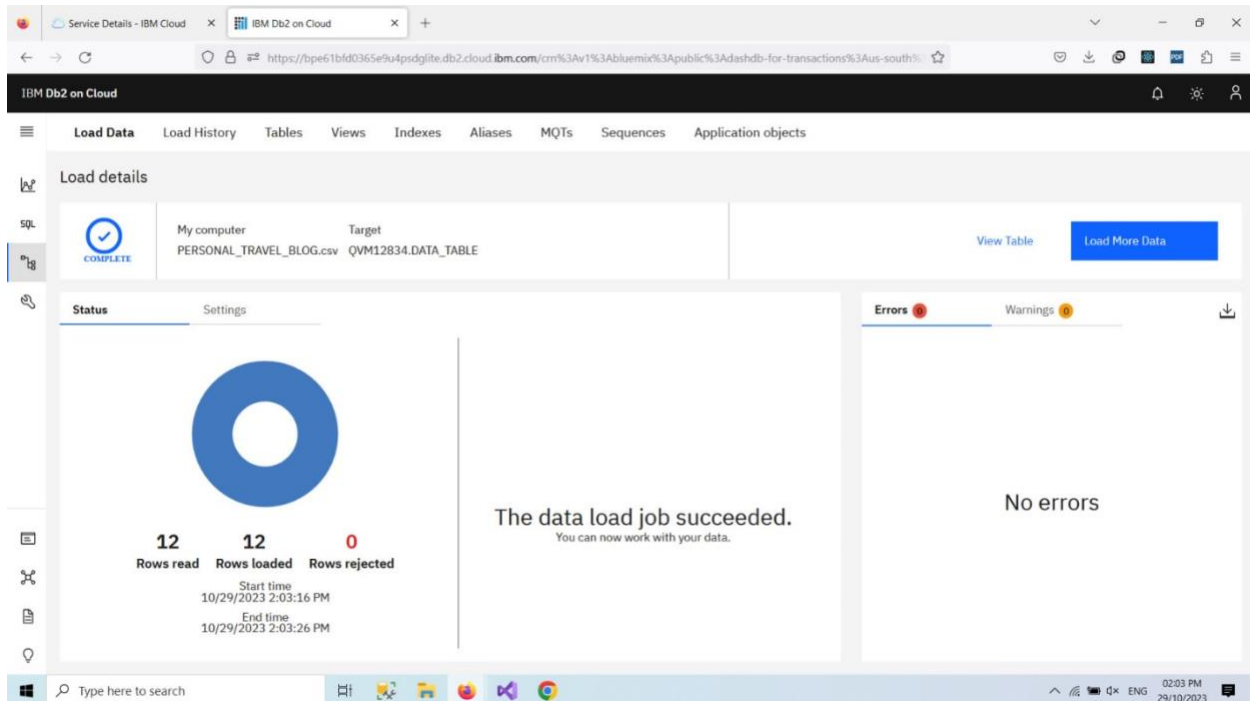 Service Details - IBM Cloud
IBM Db2 on Cloud
https://bpe61bfd0365e9u4psdglite.db2.cloud.ibm.com/crn%3Av1%3Abluemix%3Apublic%3Adashdb-for-transactions%3Aus-south%
IBM Db2 on Cloud
Load Data Load History Tables Views Indexes Aliases MQTs Sequences Application objects
Load details
SQL
COMPLETE
My computer
PERSONAL_TRAVEL_BLOG.csv
Target
QVM12834.DATA_TABLE
View Table
Load More Data
Status Settings
Errors 0 Warnings 0
12 12 0
Rows read Rows loaded Rows rejected
Start time
10/29/2023 2:03:16 PM
End time
10/29/2023 2:03:26 PM
The data load job succeeded.
You can now work with your data.
No errors
Type here to search
ENG
02:03 PM
29/10/2023